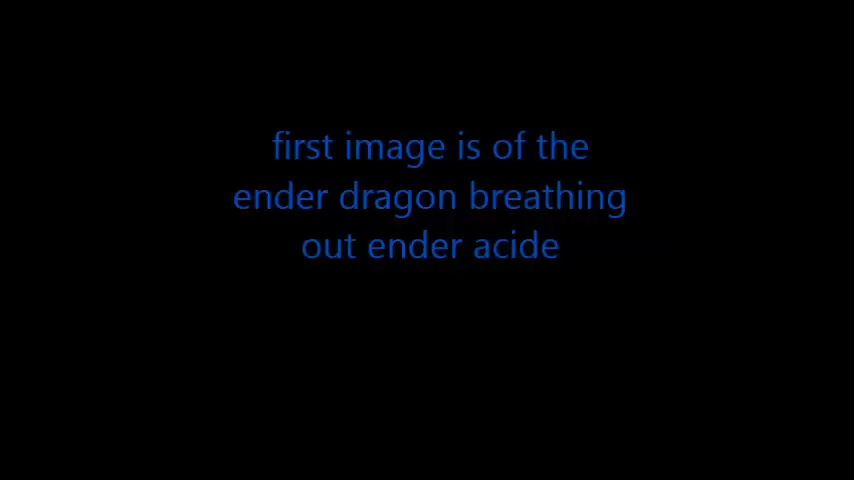 first image is of the
ender dragon breathing
out ender acide